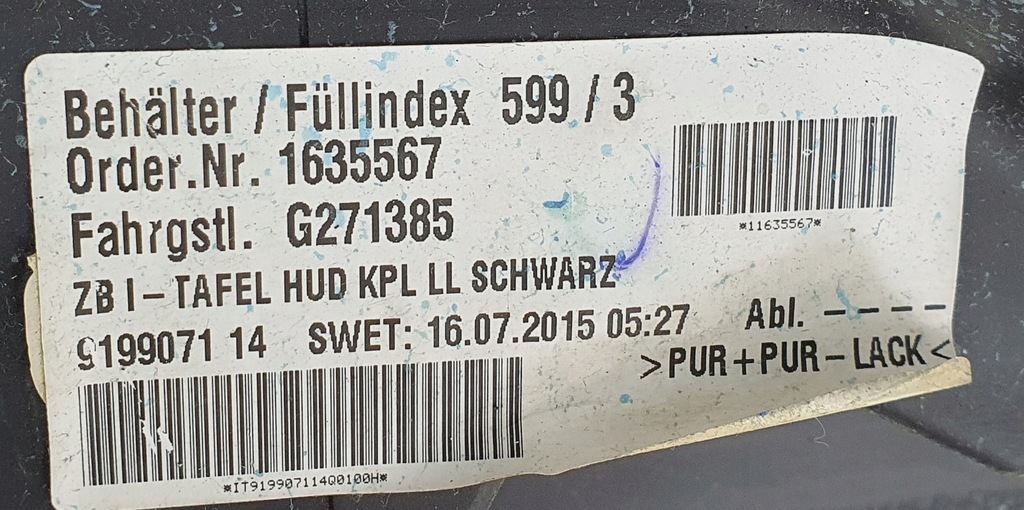 Behälter / Füllindex 599 / 3
Order.Nr. 1635567
*11635567*
Fahrgstl. G271385
ZB I - TAFEL HUD KPL LL SCHWARZ
9199071 14 SWET: 16.07.2015 05:27 Abl. - - - -
>PUR+PUR-LACK<
*IT919907114Q0100H*